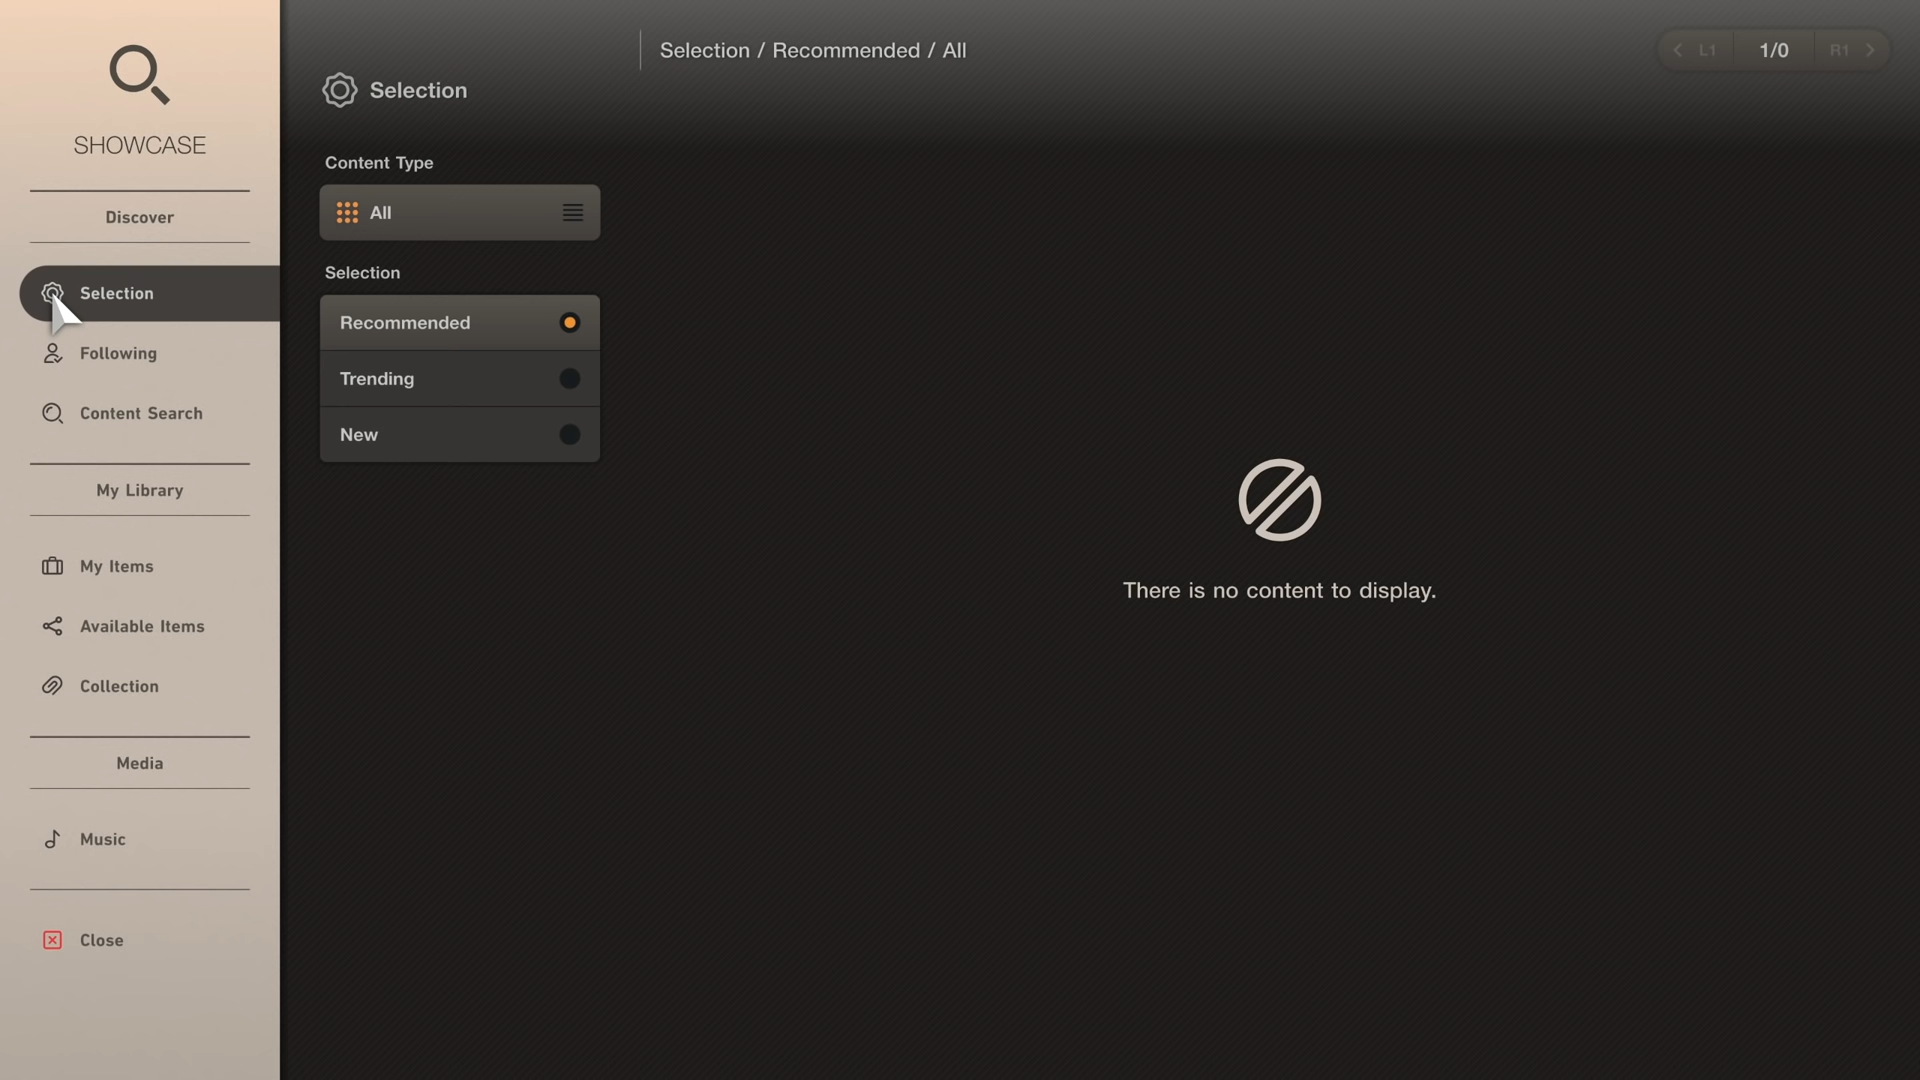 SHOWCASE
Discover
Selection
Following
Content Search
My Library
My Items
Available Items
Collection
Media
Music
Close
Selection / Recommended / All
L1
1/0
R1
Selection
Content Type
All
Selection
Recommended
Trending
New
There is no content to display.